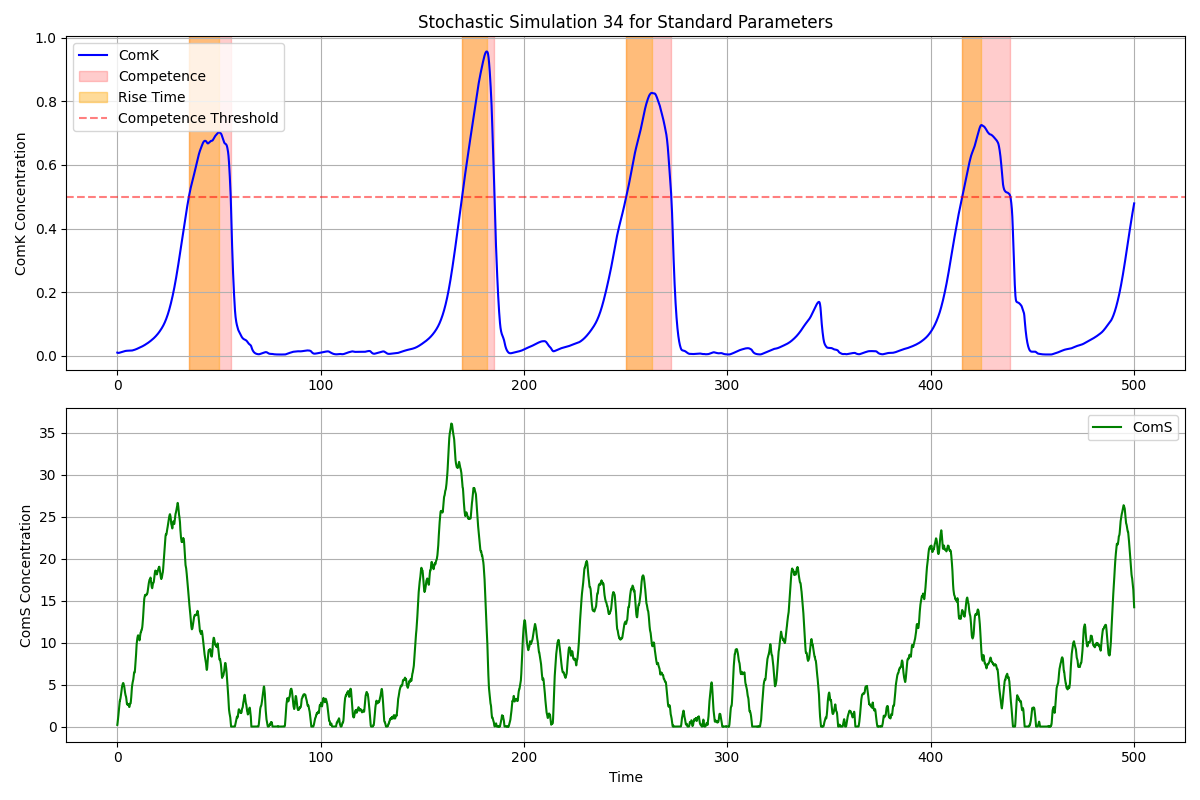 Stochastic Simulation 34 for Standard Parameters
ComK Concentration
1.0
0.8
0.6
0.4
0.2
0.0
ComK
Competence
Rise Time
Competence Threshold
0 100 200 300 400 500
ComS Concentration
35
30
25
20
15
10
5
0
ComS
0 100 200 300 400 500
Time